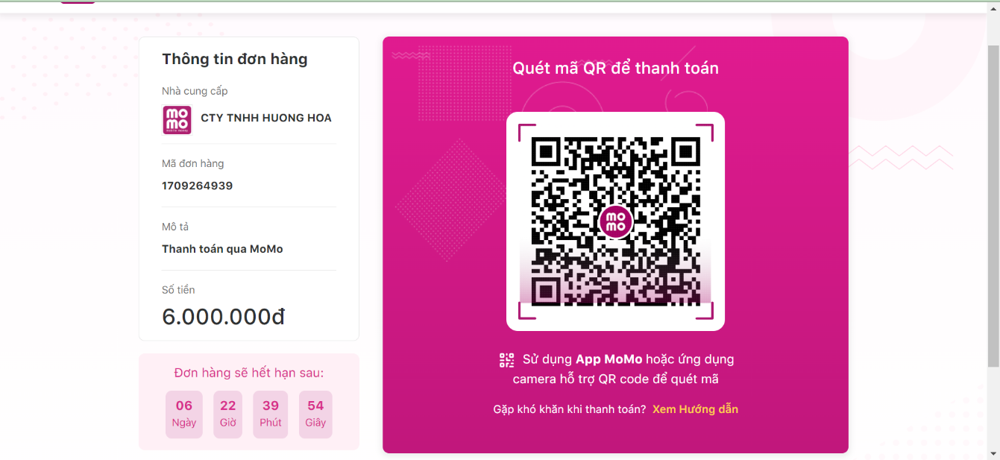 Thông tin đơn hàng
Nhà cung cấp
mo
mo
CTY TNHH HUONG HOA
Mã đơn hàng
1709264939
Mô tả
Thanh toán qua MoMo
Số tiền
6.000.000đ
Đơn hàng sẽ hết hạn sau:
06 22 39 54
Ngày Giờ Phút Giây
Quét mã QR để thanh toán
mo
mo
Sử dụng App MoMo hoặc ứng dụng
camera hỗ trợ QR code để quét mã
Gặp khó khăn khi thanh toán? Xem Hướng dẫn